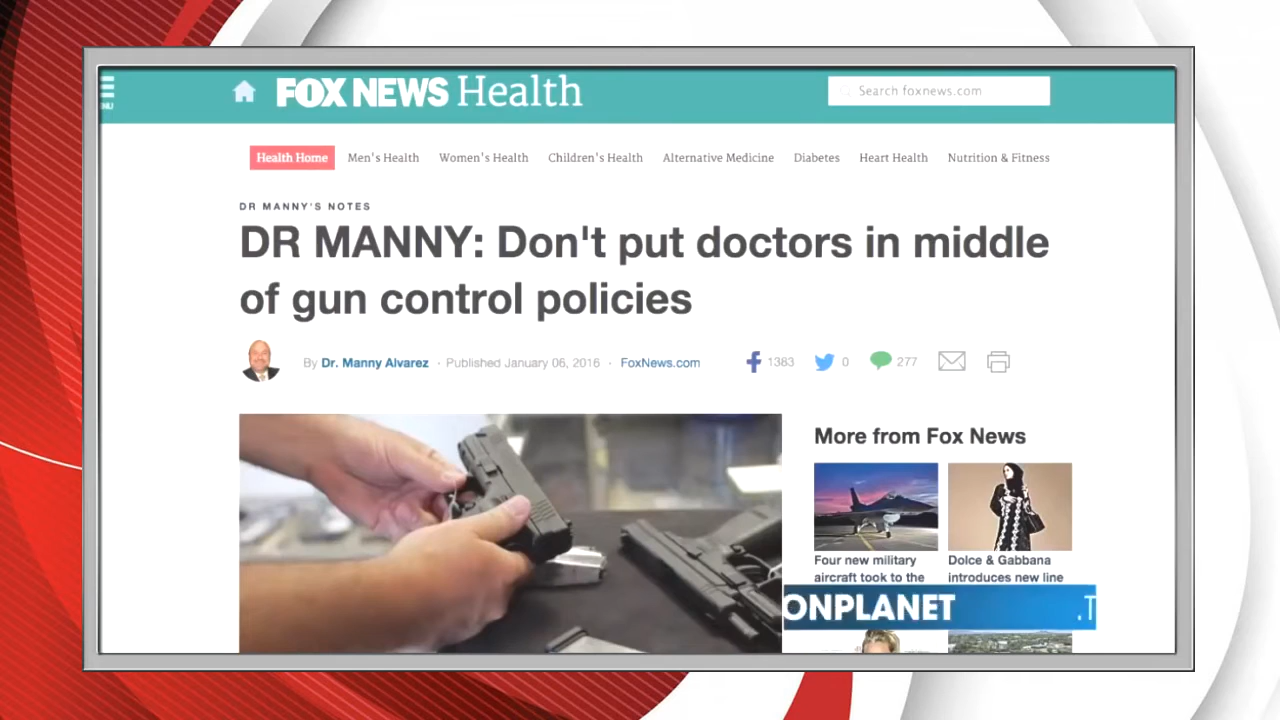 NU
FOX NEWS Health
Search foxnews.com
Health Home Men's Health Women's Health Children's Health Alternative Medicine Diabetes Heart Health Nutrition & Fitness
DR MANNY'S NOTES
DR MANNY: Don't put doctors in middle
of gun control policies
By Dr. Manny Alvarez · Published January 06, 2016 · FoxNews.com
1383 0 277
More from Fox News
Four new military
aircraft took to the
Dolce & Gabbana
introduces new line
ONPLANET .T